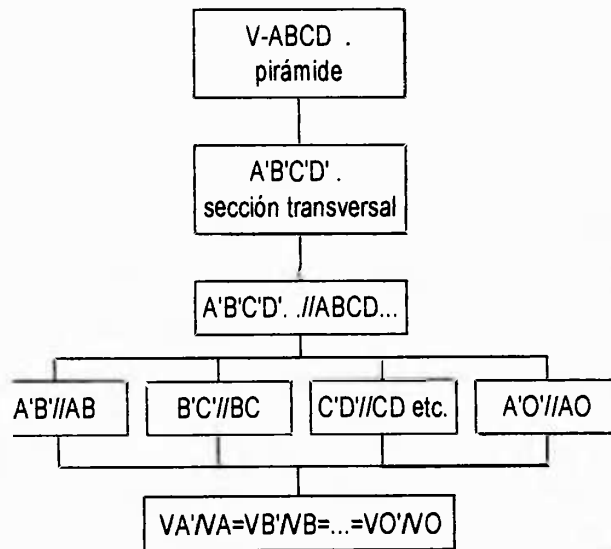 V-ABCD .
pirámide
A'B'C'D' .
sección transversal
A'B'C'D'. .//ABCD...
A'B'//AB
B'C'//BC
C'D'//CD etc.
A'O'//AO
VA'/VA=VB'/VB=...=VO'/VO